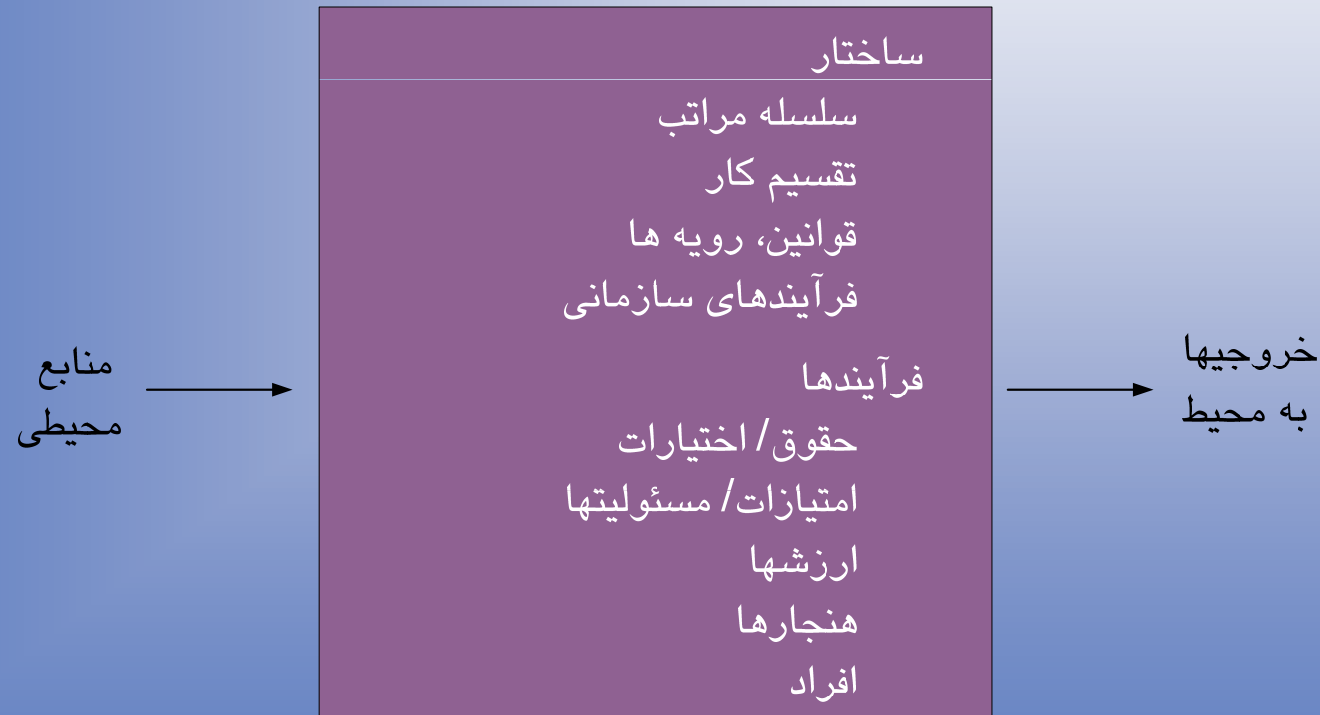 ساختار
سلسله مراتب
تقسیم کار
قوانین، رویه ها
فرآیندهای سازمانی
فرآیندها
حقوق/ اختیارات
امتیازات/ مسئولیتها
ارزشها
هنجارها
افراد
خروجیها
به محیط
منابع
محیطی